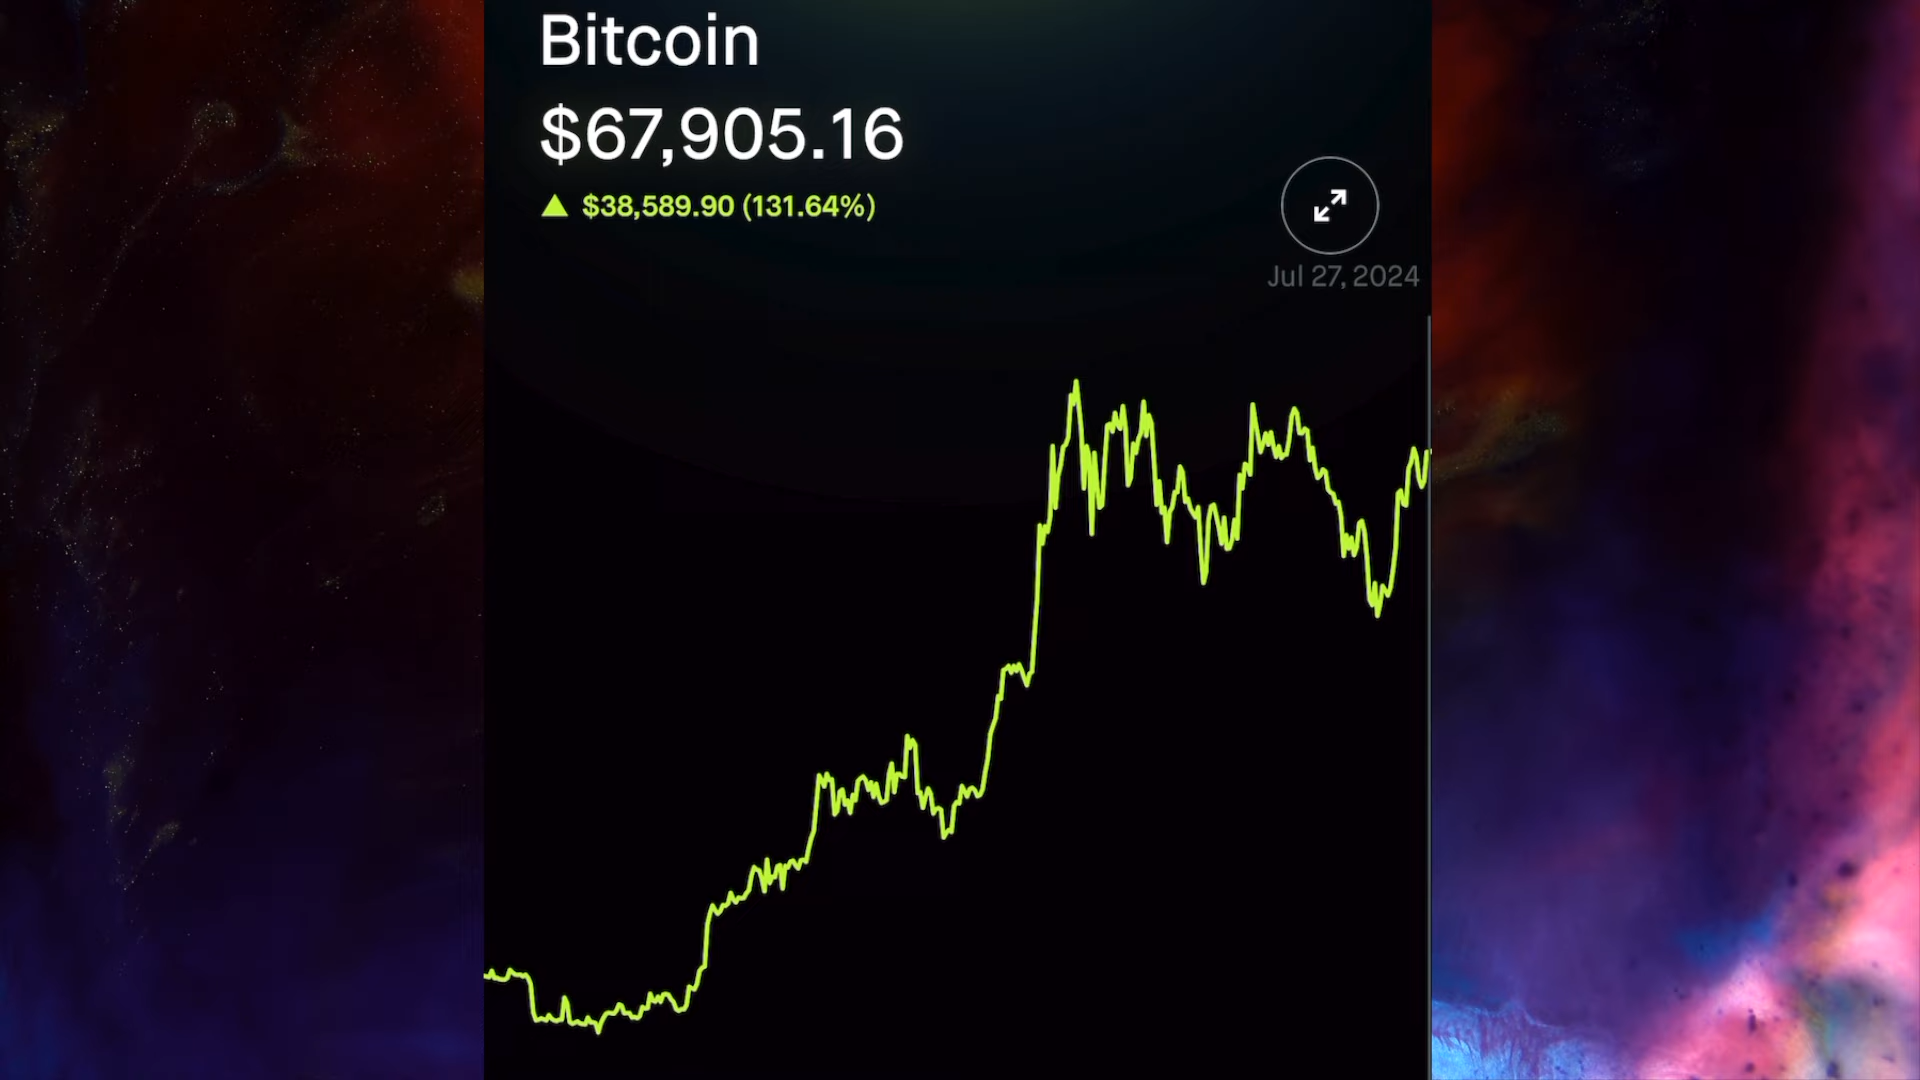 Bitcoin
$67,905.16
▲ $38,589.90 (131.64%)
Jul 27, 2024